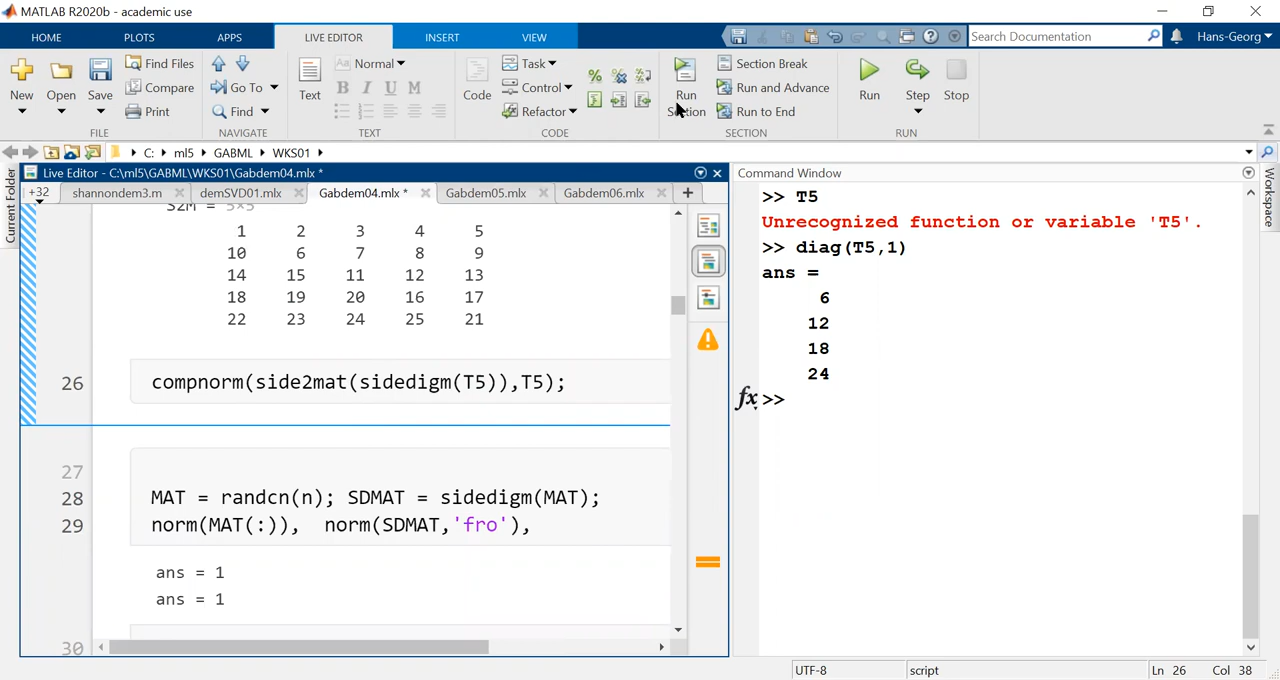 MATLAB R2020b - academic use
HOME PLOTS APPS LIVE EDITOR INSERT VIEW Search Documentation Hans-Georg
New Open Save Find Files Compare Print
Go To Find
Text Aa Normal B I U M
Code Task Control Refactor
Run Section Section Break Run and Advance Run to End
Run Step Stop
FILE NAVIGATE TEXT CODE SECTION RUN
C: ml5 GABML WKS01
Current Folder
Live Editor - C:\ml5\GABML\WKS01\Gabdem04.mlx *
+32 shannondem3.m demSVD01.mlx Gabdem04.mlx * Gabdem05.mlx Gabdem06.mlx +
S2M = 5×5
1 2 3 4 5
10 6 7 8 9
14 15 11 12 13
18 19 20 16 17
22 23 24 25 21
26 compnorm(side2mat(sidedigm(T5)),T5);
27
28 MAT = randcn(n); SDMAT = sidedigm(MAT);
29 norm(MAT(:)), norm(SDMAT,'fro'),
ans = 1
ans = 1
30
Command Window
>> T5
Unrecognized function or variable 'T5'.
>> diag(T5,1)
ans =
6
12
18
24
fx >>
Workspace
UTF-8 script Ln 26 Col 38